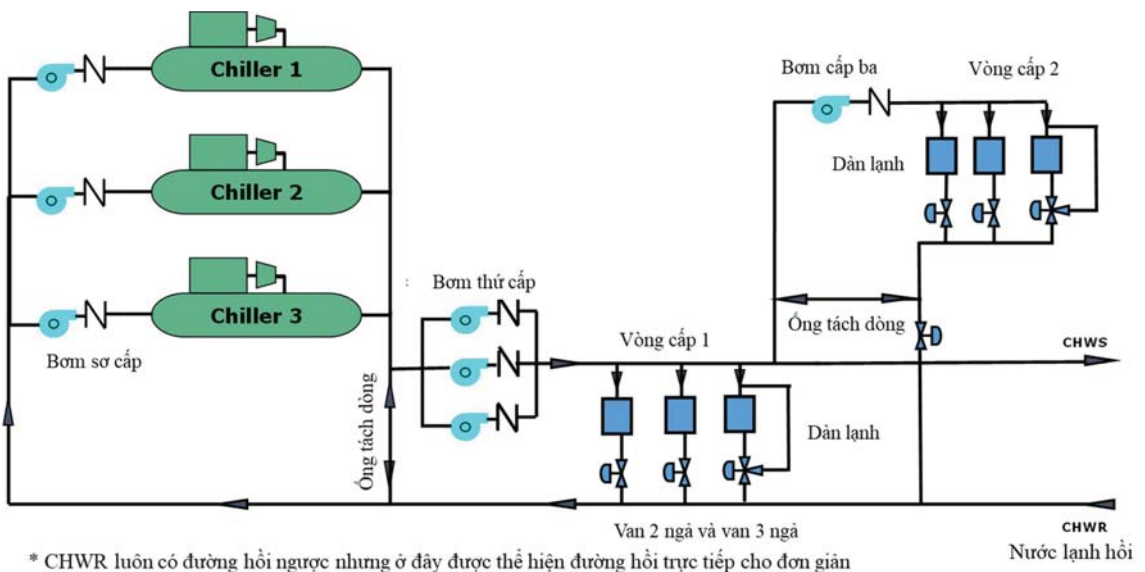 Chiller 1
Chiller 2
Chiller 3
Bơm sơ cấp
Bơm thứ cấp
Ống tách dòng
Vòng cấp 1
Dàn lạnh
Van 2 ngả và van 3 ngả
Bơm cấp ba
Vòng cấp 2
Dàn lạnh
Ống tách dòng
CHWS
CHWR
Nước lạnh hồi
* CHWR luôn có đường hồi ngược nhưng ở đây được thể hiện đường hồi trực tiếp cho đơn giản